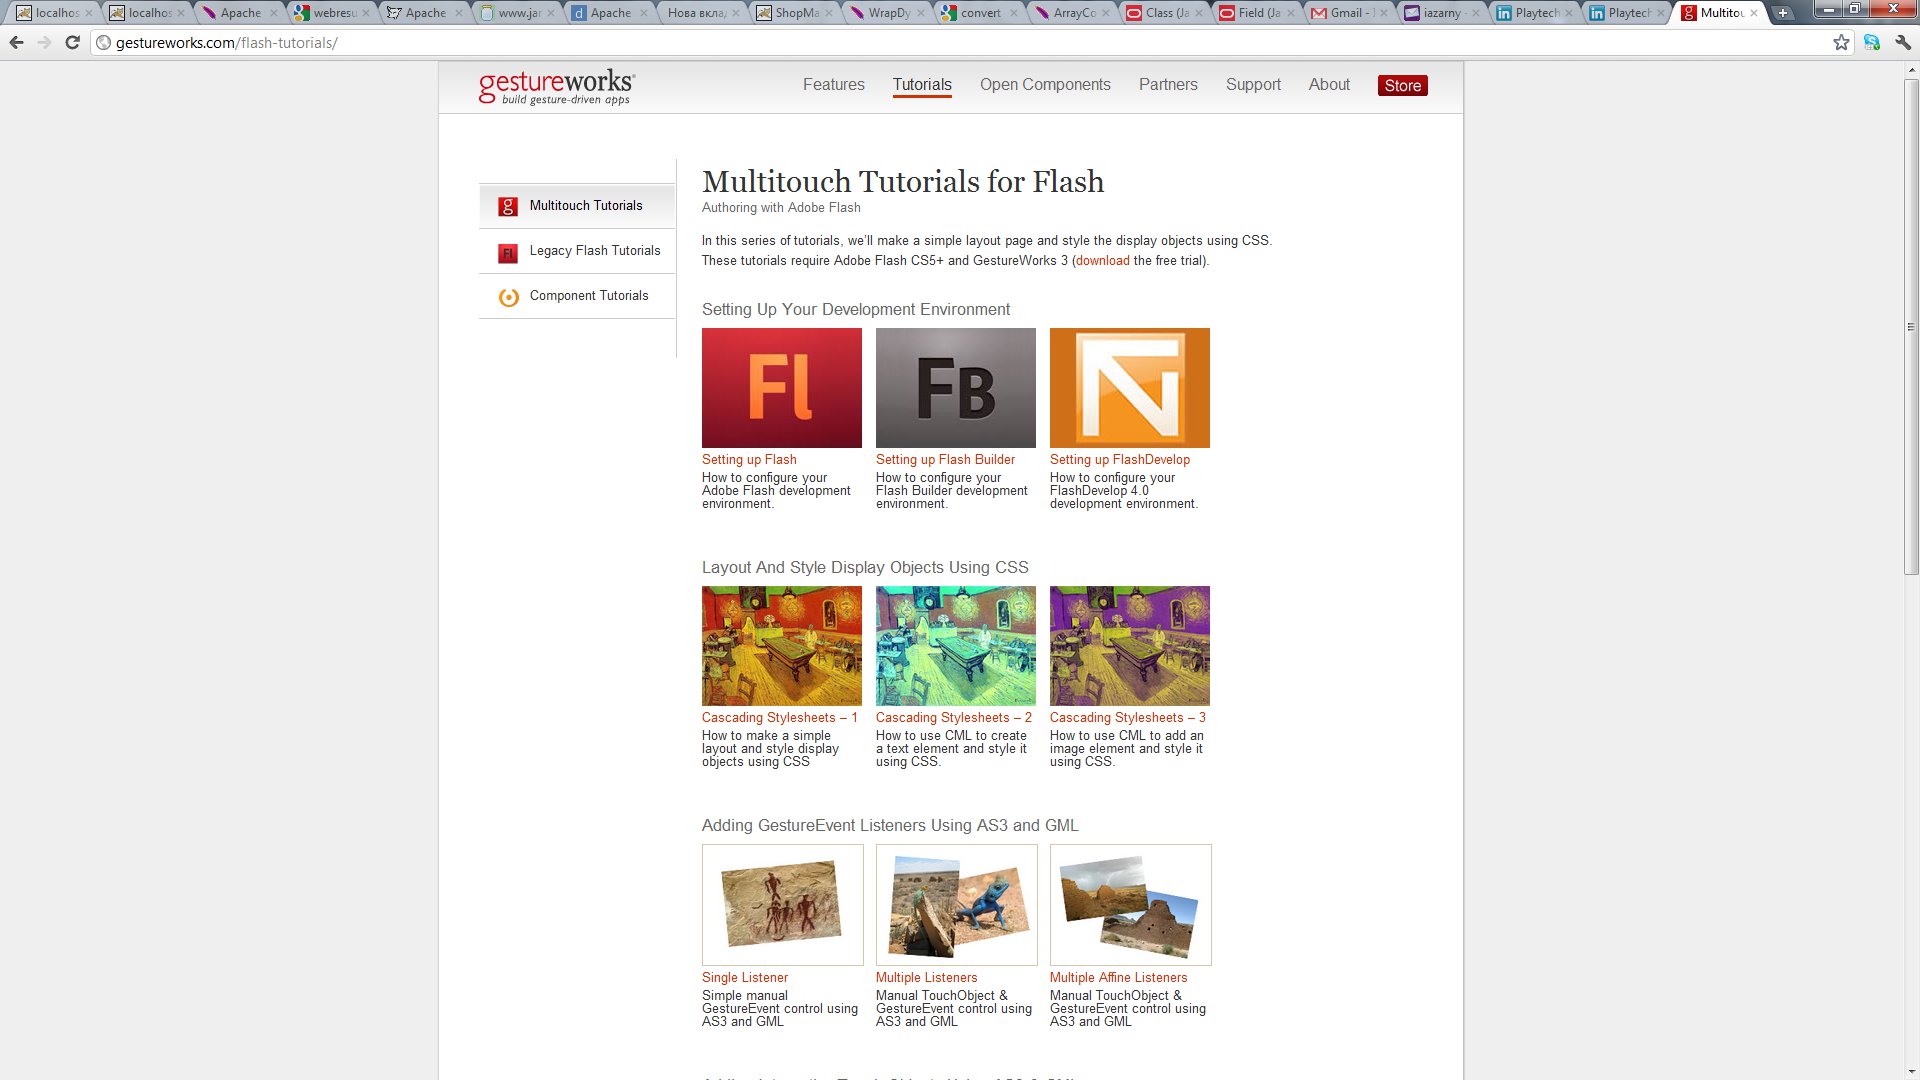 localhos
localhos
Apache
webresu
Apache
www.jar
Apache
Нова вкла
ShopMa
WrapDy
convert
ArrayCo
Class (Ja
Field (Ja
Gmail -
iazarny -
Playtech
Playtech
Multitou
gestureworks.com/flash-tutorials/
gestureworks
build gesture-driven apps
Features
Tutorials
Open Components
Partners
Support
About
Store
Multitouch Tutorials
Legacy Flash Tutorials
Component Tutorials
Multitouch Tutorials for Flash
Authoring with Adobe Flash
In this series of tutorials, we'll make a simple layout page and style the display objects using CSS.
These tutorials require Adobe Flash CS5+ and GestureWorks 3 (download the free trial).
Setting Up Your Development Environment
Fl
FB
Setting up Flash
How to configure your
Adobe Flash development
environment.
Setting up Flash Builder
How to configure your
Flash Builder development
environment.
Setting up FlashDevelop
How to configure your
FlashDevelop 4.0
development environment.
Layout And Style Display Objects Using CSS
Cascading Stylesheets – 1
How to make a simple
layout and style display
objects using CSS
Cascading Stylesheets – 2
How to use CML to create
a text element and style it
using CSS.
Cascading Stylesheets – 3
How to use CML to add an
image element and style it
using CSS.
Adding GestureEvent Listeners Using AS3 and GML
Single Listener
Simple manual
GestureEvent control using
AS3 and GML
Multiple Listeners
Manual TouchObject &
GestureEvent control using
AS3 and GML
Multiple Affine Listeners
Manual TouchObject &
GestureEvent control using
AS3 and GML